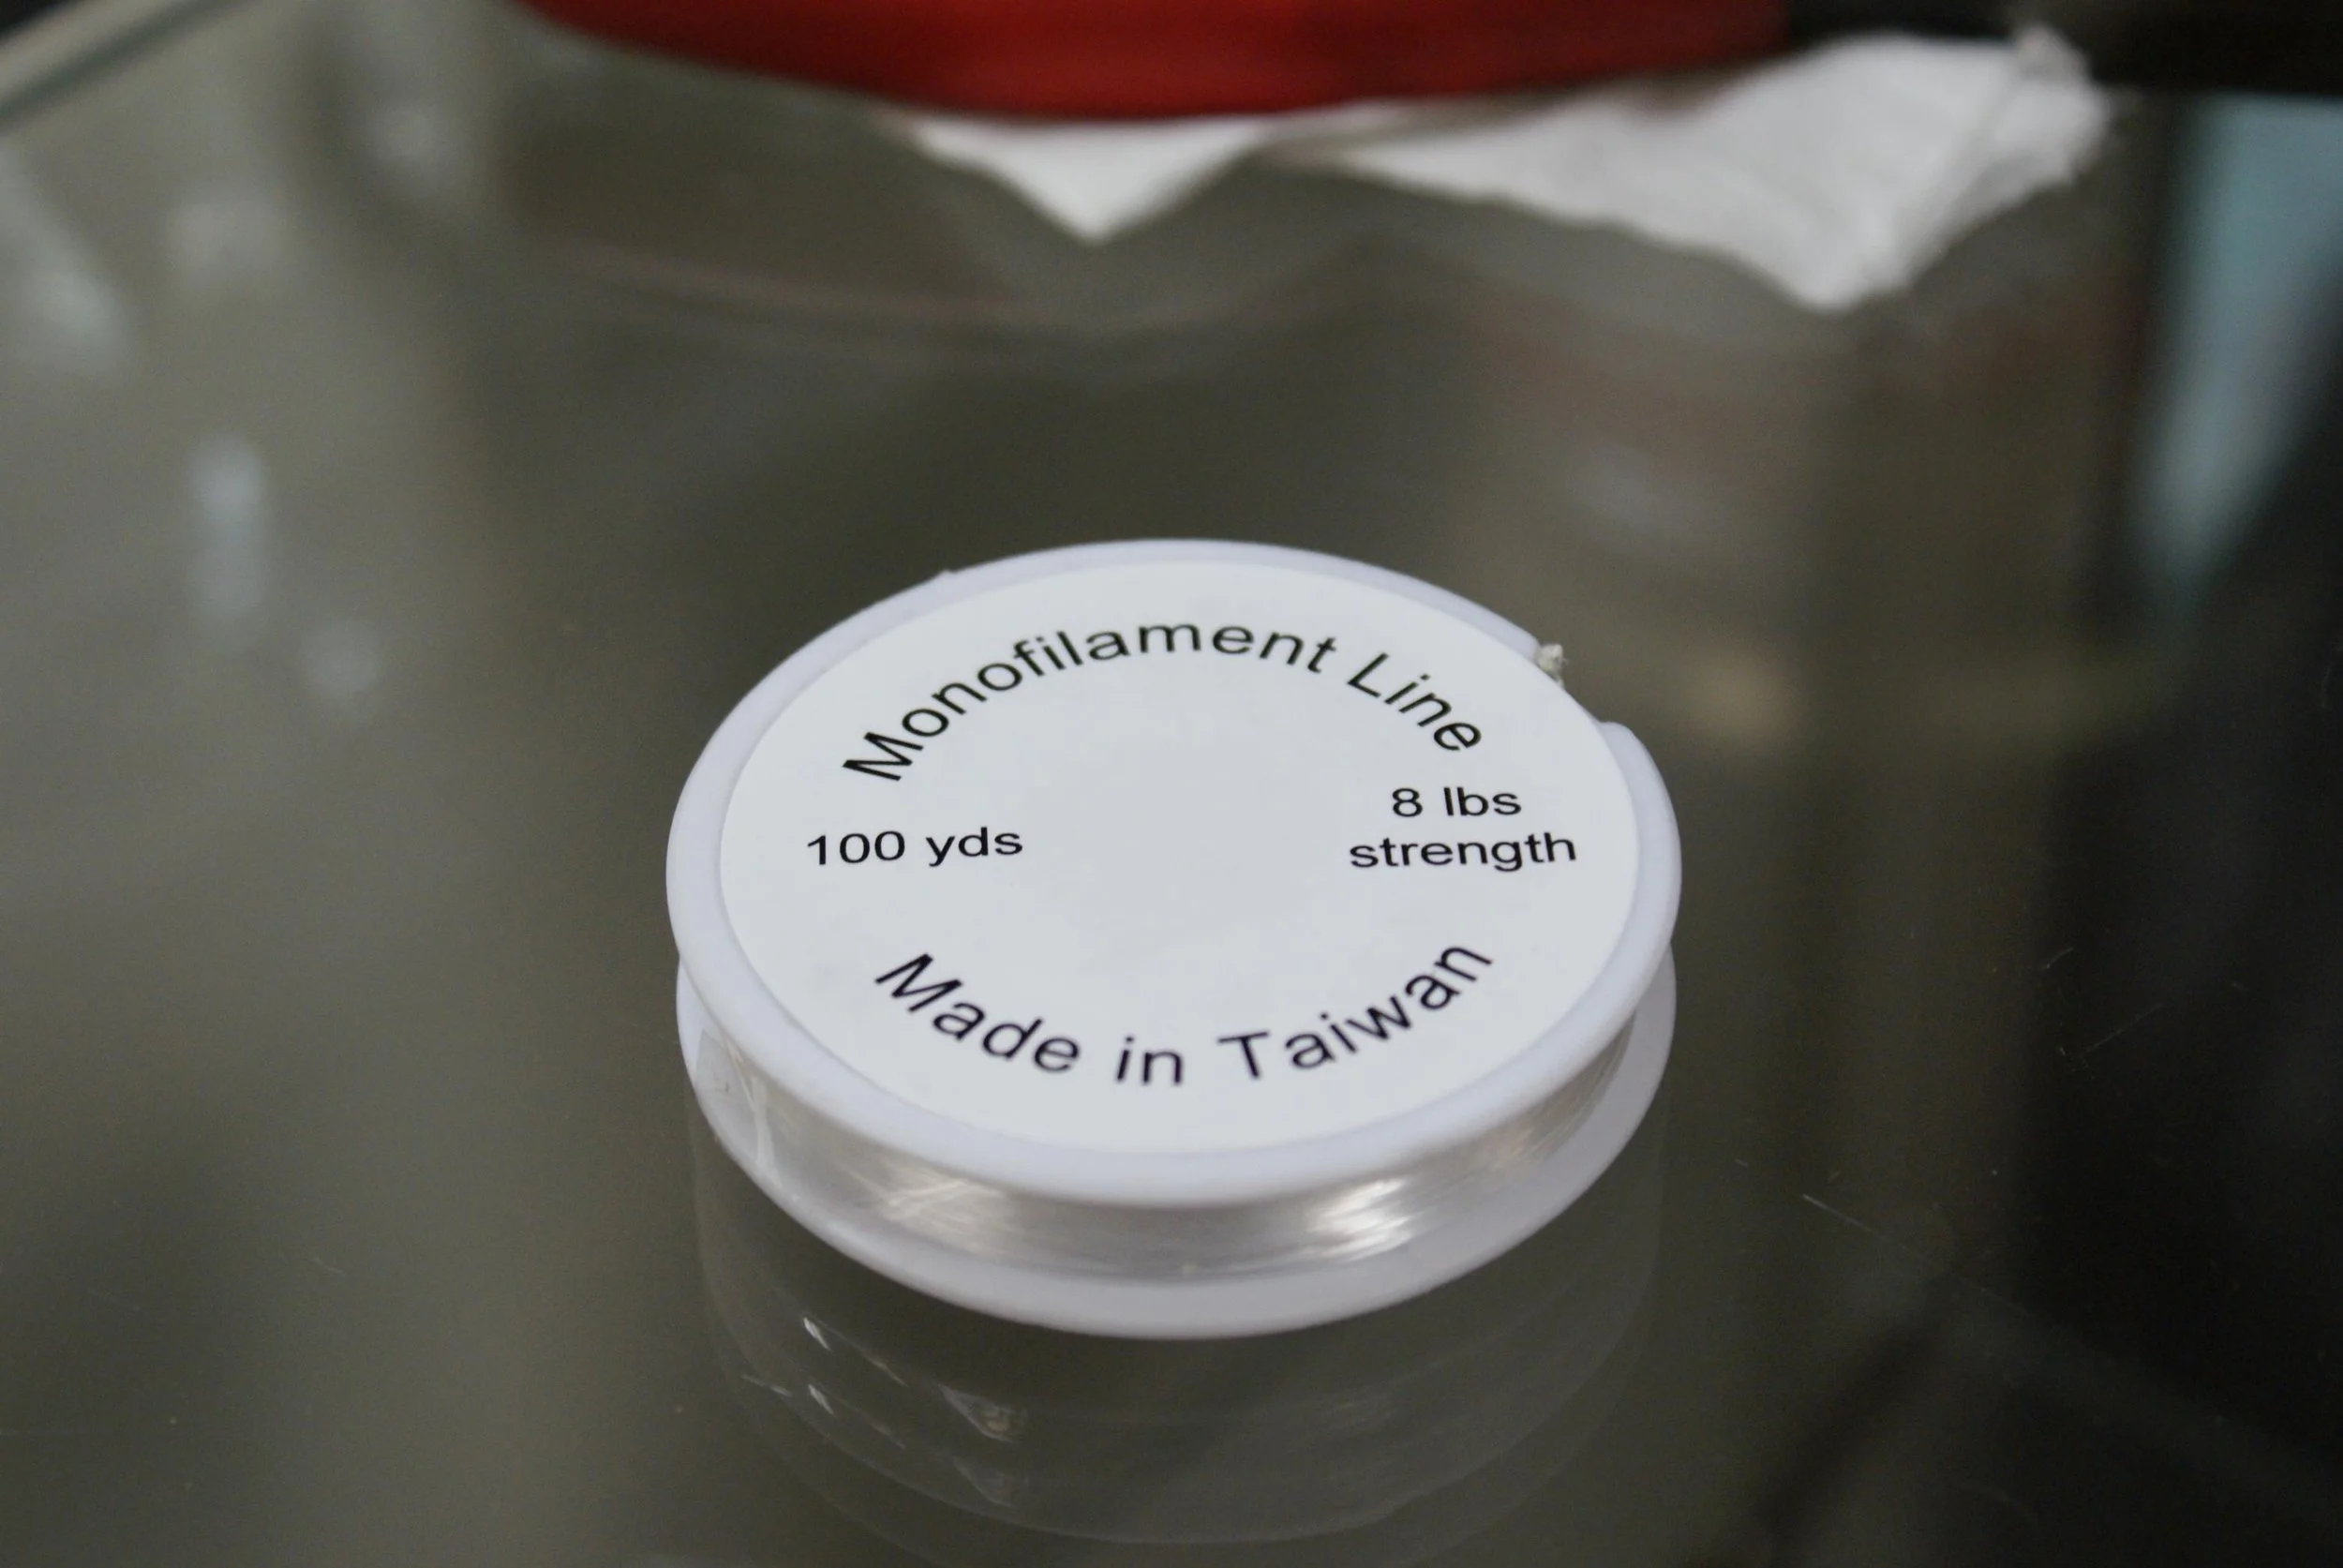 Monofilament Line
100 yds
8 lbs
strength
Made in Taiwan